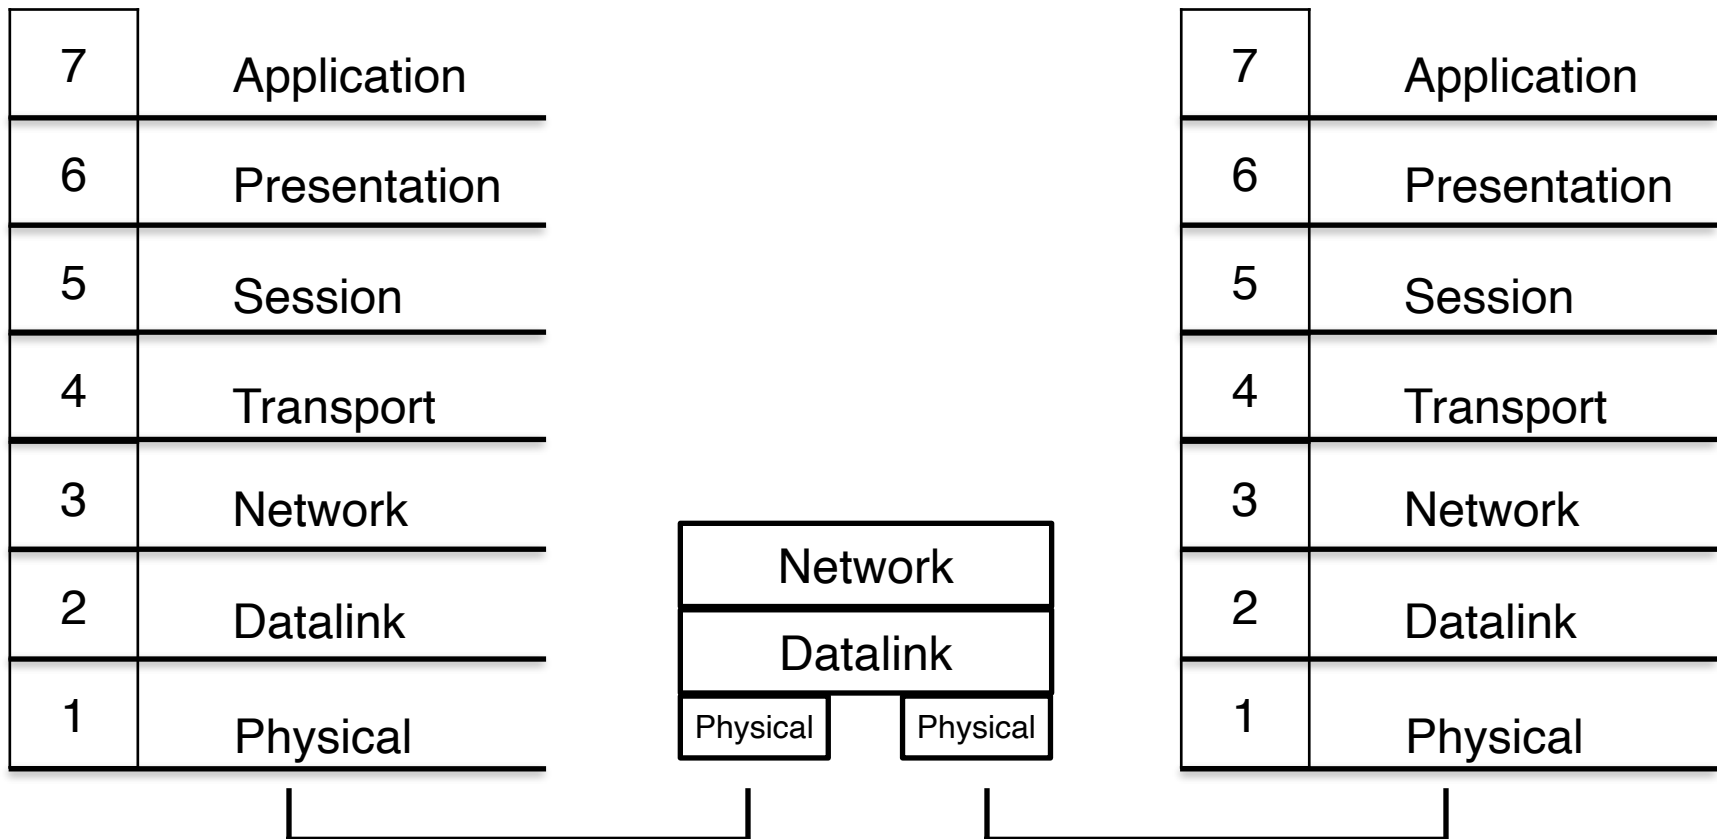 7 Application
6 Presentation
5 Session
4 Transport
3 Network
2 Datalink
1 Physical
Network
Datalink
Physical Physical
7 Application
6 Presentation
5 Session
4 Transport
3 Network
2 Datalink
1 Physical